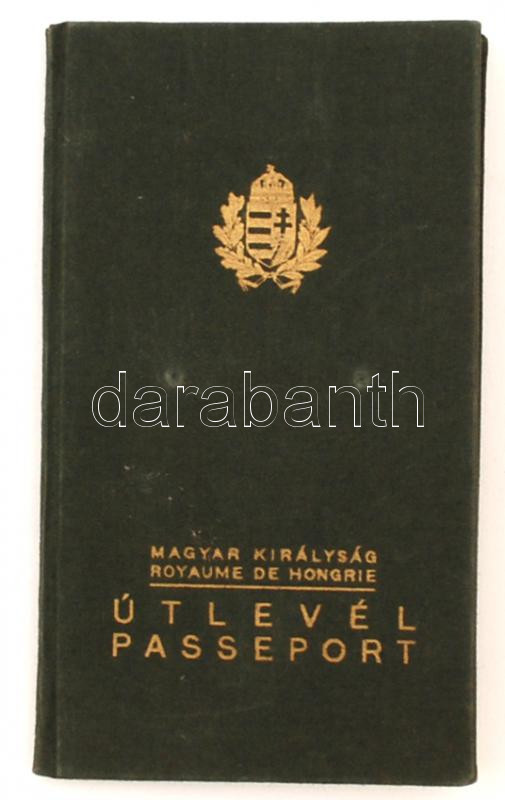 darabanth
MAGYAR KIRÁLYSÁG
ROYAUME DE HONGRIE
ÚTLEVÉL
PASSEPORT